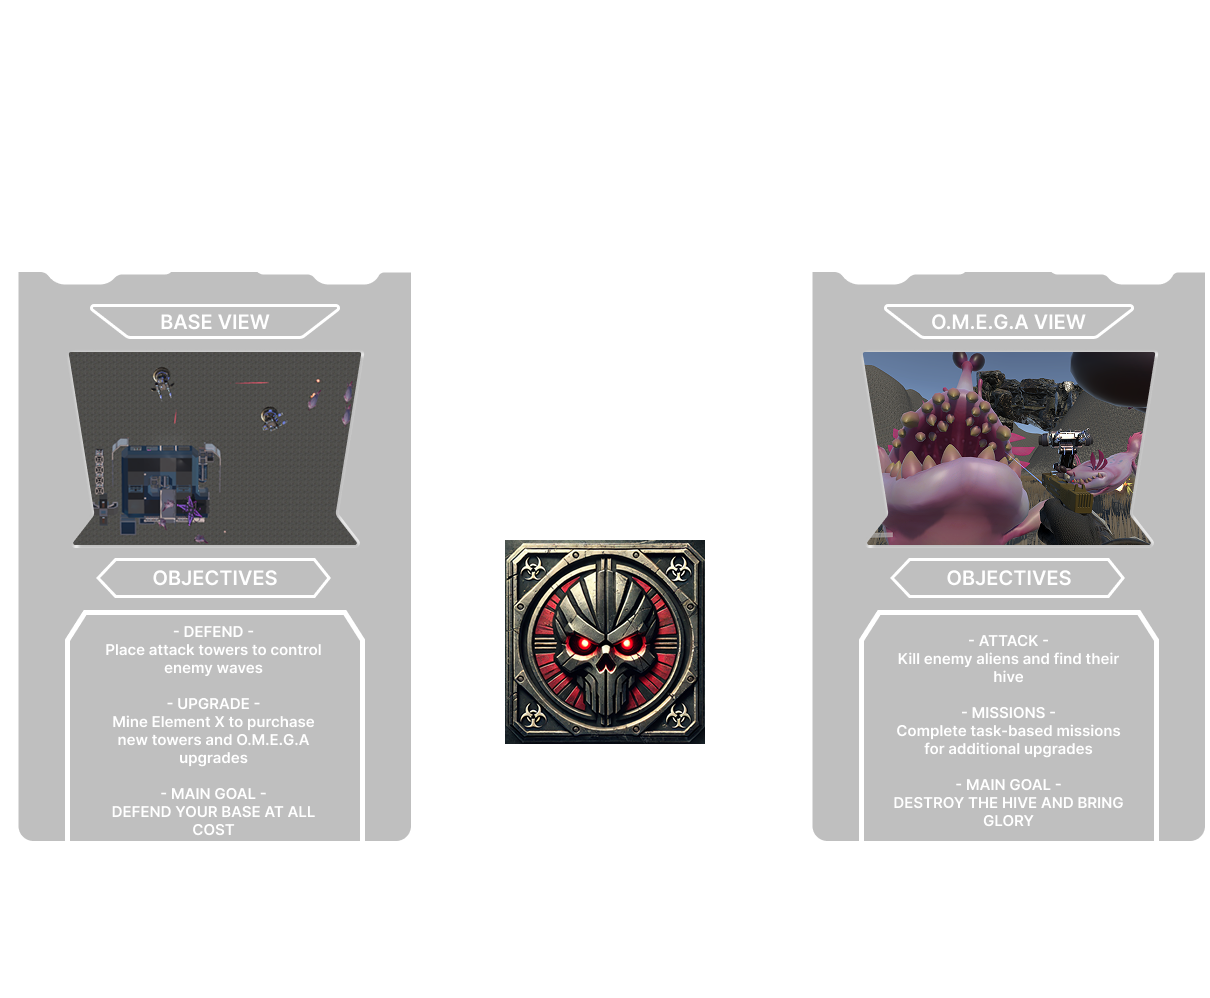 BASE VIEW
OBJECTIVES
- DEFEND -
Place attack towers to control
enemy waves
- UPGRADE -
Mine Element X to purchase
new towers and O.M.E.G.A
upgrades
- MAIN GOAL -
DEFEND YOUR BASE AT ALL
COST
O.M.E.G.A VIEW
OBJECTIVES
- ATTACK -
Kill enemy aliens and find their
hive
- MISSIONS -
Complete task-based missions
for additional upgrades
- MAIN GOAL -
DESTROY THE HIVE AND BRING
GLORY